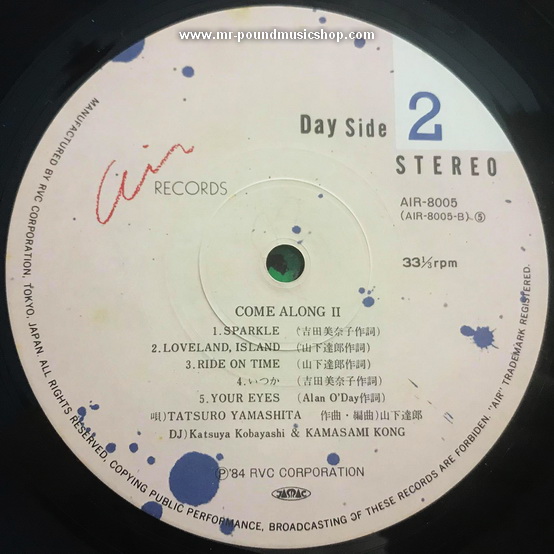 www.mr-poundmusicshop.com
Day Side 2
STEREO
Air RECORDS
AIR-8005
(AIR-8005-B) ⑤
33⅓rpm
COME ALONG II
1. SPARKLE (吉田美奈子作詞)
2. LOVELAND, ISLAND (山下達郎作詞)
3. RIDE ON TIME (山下達郎作詞)
4. いつか (吉田美奈子作詞)
5. YOUR EYES (Alan O'Day作詞)
唄) TATSURO YAMASHITA 作曲・編曲) 山下達郎
DJ) Katsuya Kobayashi & KAMASAMI KONG
Ⓟ'84 RVC CORPORATION
JASRAC
MANUFACTURED BY RVC CORPORATION, TOKYO, JAPAN. ALL RIGHTS RESERVED, COPYING PUBLIC PERFORMANCE, BROADCASTING OF THESE RECORDS ARE FORBIDDEN. "AIR" TRADEMARK REGISTERED.